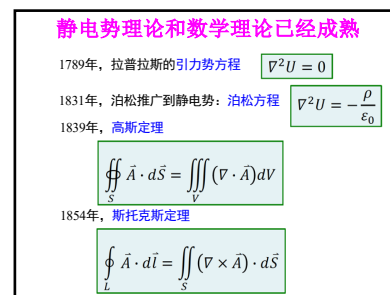 静电势理论和数学理论已经成熟
1789年，拉普拉斯的引力势方程 ∇²U = 0
1831年，泊松推广到静电势：泊松方程 ∇²U = −ρ/ε₀
1839年，高斯定理
∯_S A⃗ · dS⃗ = ∭_V (∇ · A⃗)dV
1854年，斯托克斯定理
∮_L A⃗ · dl⃗ = ∬_S (∇ × A⃗) · dS⃗